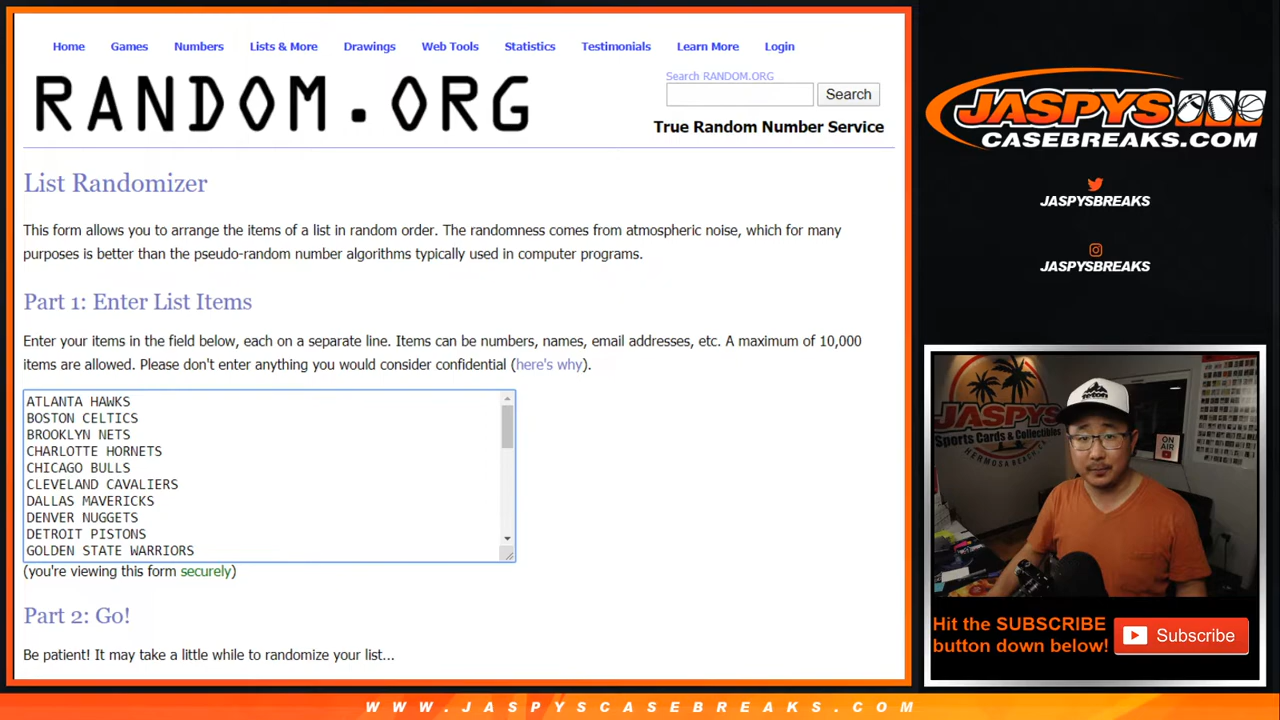 Home Games Numbers Lists & More Drawings Web Tools Statistics Testimonials Learn More Login
RANDOM.ORG
Search RANDOM.ORG
Search
True Random Number Service
List Randomizer
This form allows you to arrange the items of a list in random order. The randomness comes from atmospheric noise, which for many
purposes is better than the pseudo-random number algorithms typically used in computer programs.
Part 1: Enter List Items
Enter your items in the field below, each on a separate line. Items can be numbers, names, email addresses, etc. A maximum of 10,000
items are allowed. Please don't enter anything you would consider confidential (here's why).
ATLANTA HAWKS
BOSTON CELTICS
BROOKLYN NETS
CHARLOTTE HORNETS
CHICAGO BULLS
CLEVELAND CAVALIERS
DALLAS MAVERICKS
DENVER NUGGETS
DETROIT PISTONS
GOLDEN STATE WARRIORS
(you're viewing this form securely)
Part 2: Go!
Be patient! It may take a little while to randomize your list...
JASPYS
CASEBREAKS.COM
JASPYSBREAKS
JASPYSBREAKS
JASPYS
Sports Cards & Collectibles
HERMOSA BEACH, CA
ON AIR
Hit the SUBSCRIBE
button down below!
Subscribe
WWW.JASPYSCASEBREAKS.COM